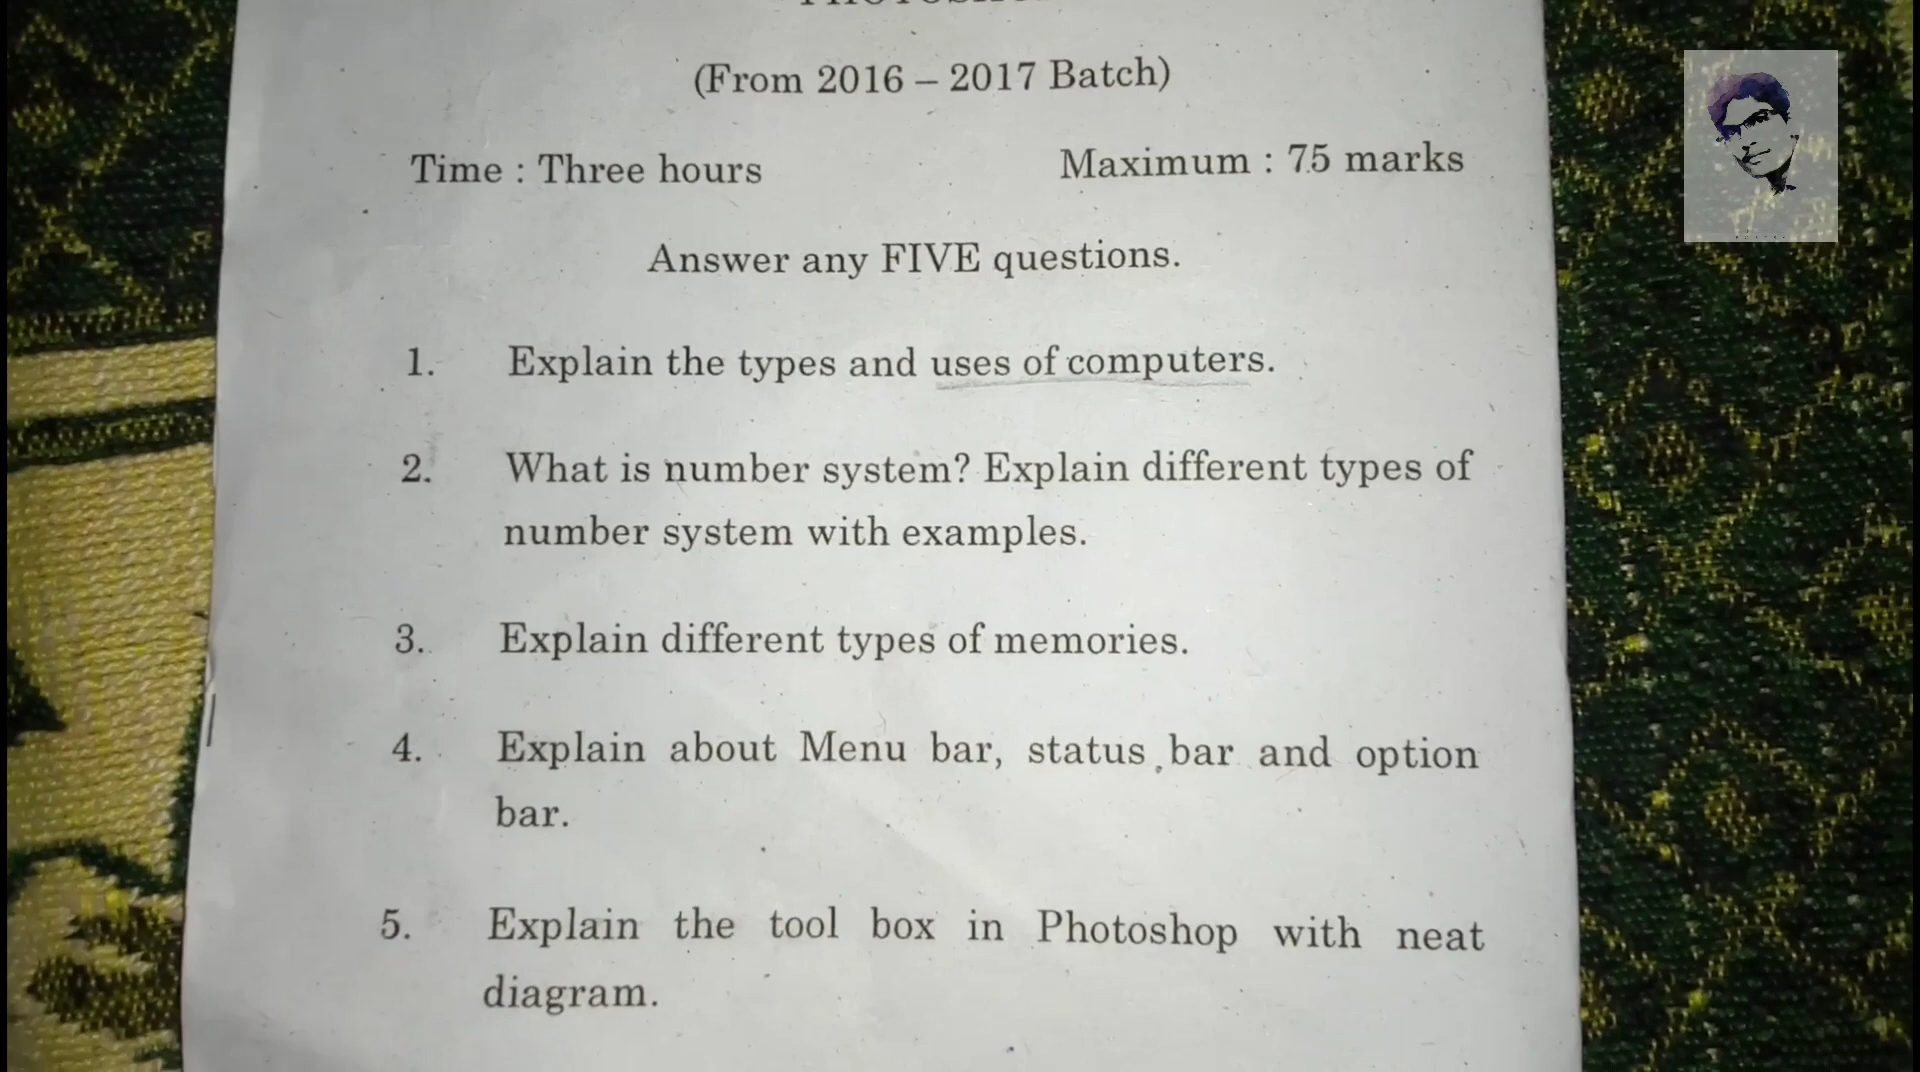 (From 2016 – 2017 Batch)
Time : Three hours
Maximum : 75 marks
Answer any FIVE questions.
1. Explain the types and uses of computers.
2. What is number system? Explain different types of
number system with examples.
3. Explain different types of memories.
4. Explain about Menu bar, status bar and option
bar.
5. Explain the tool box in Photoshop with neat
diagram.